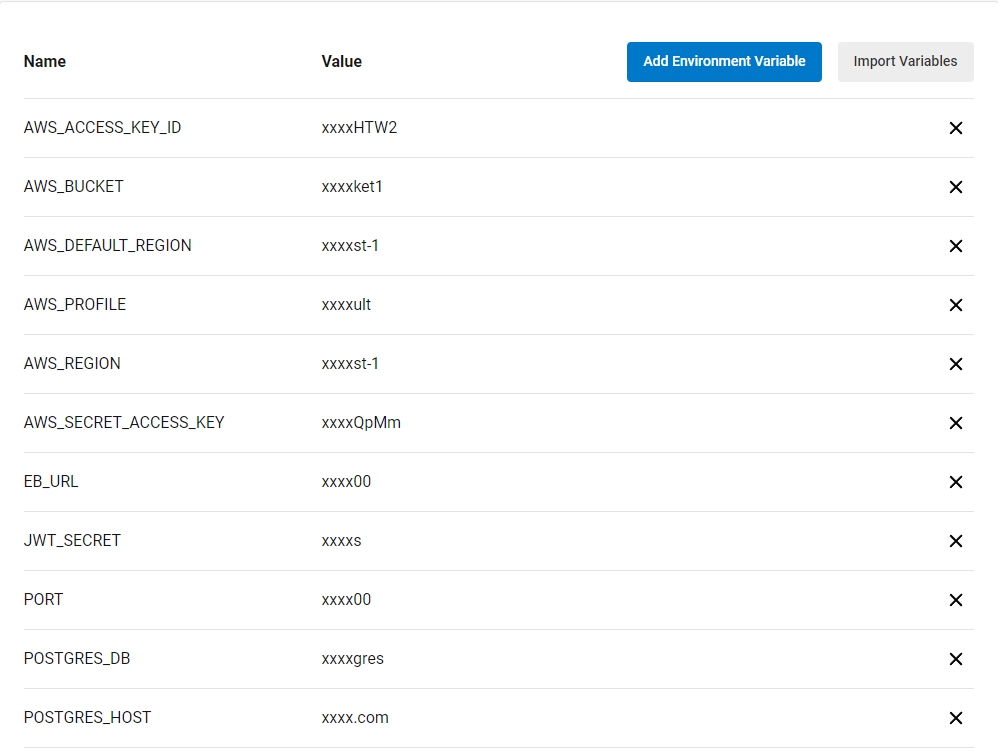 Name Value Add Environment Variable Import Variables
AWS_ACCESS_KEY_ID xxxxHTW2
AWS_BUCKET xxxxket1
AWS_DEFAULT_REGION xxxxst-1
AWS_PROFILE xxxxult
AWS_REGION xxxxst-1
AWS_SECRET_ACCESS_KEY xxxxQpMm
EB_URL xxxx00
JWT_SECRET xxxxs
PORT xxxx00
POSTGRES_DB xxxxgres
POSTGRES_HOST xxxx.com